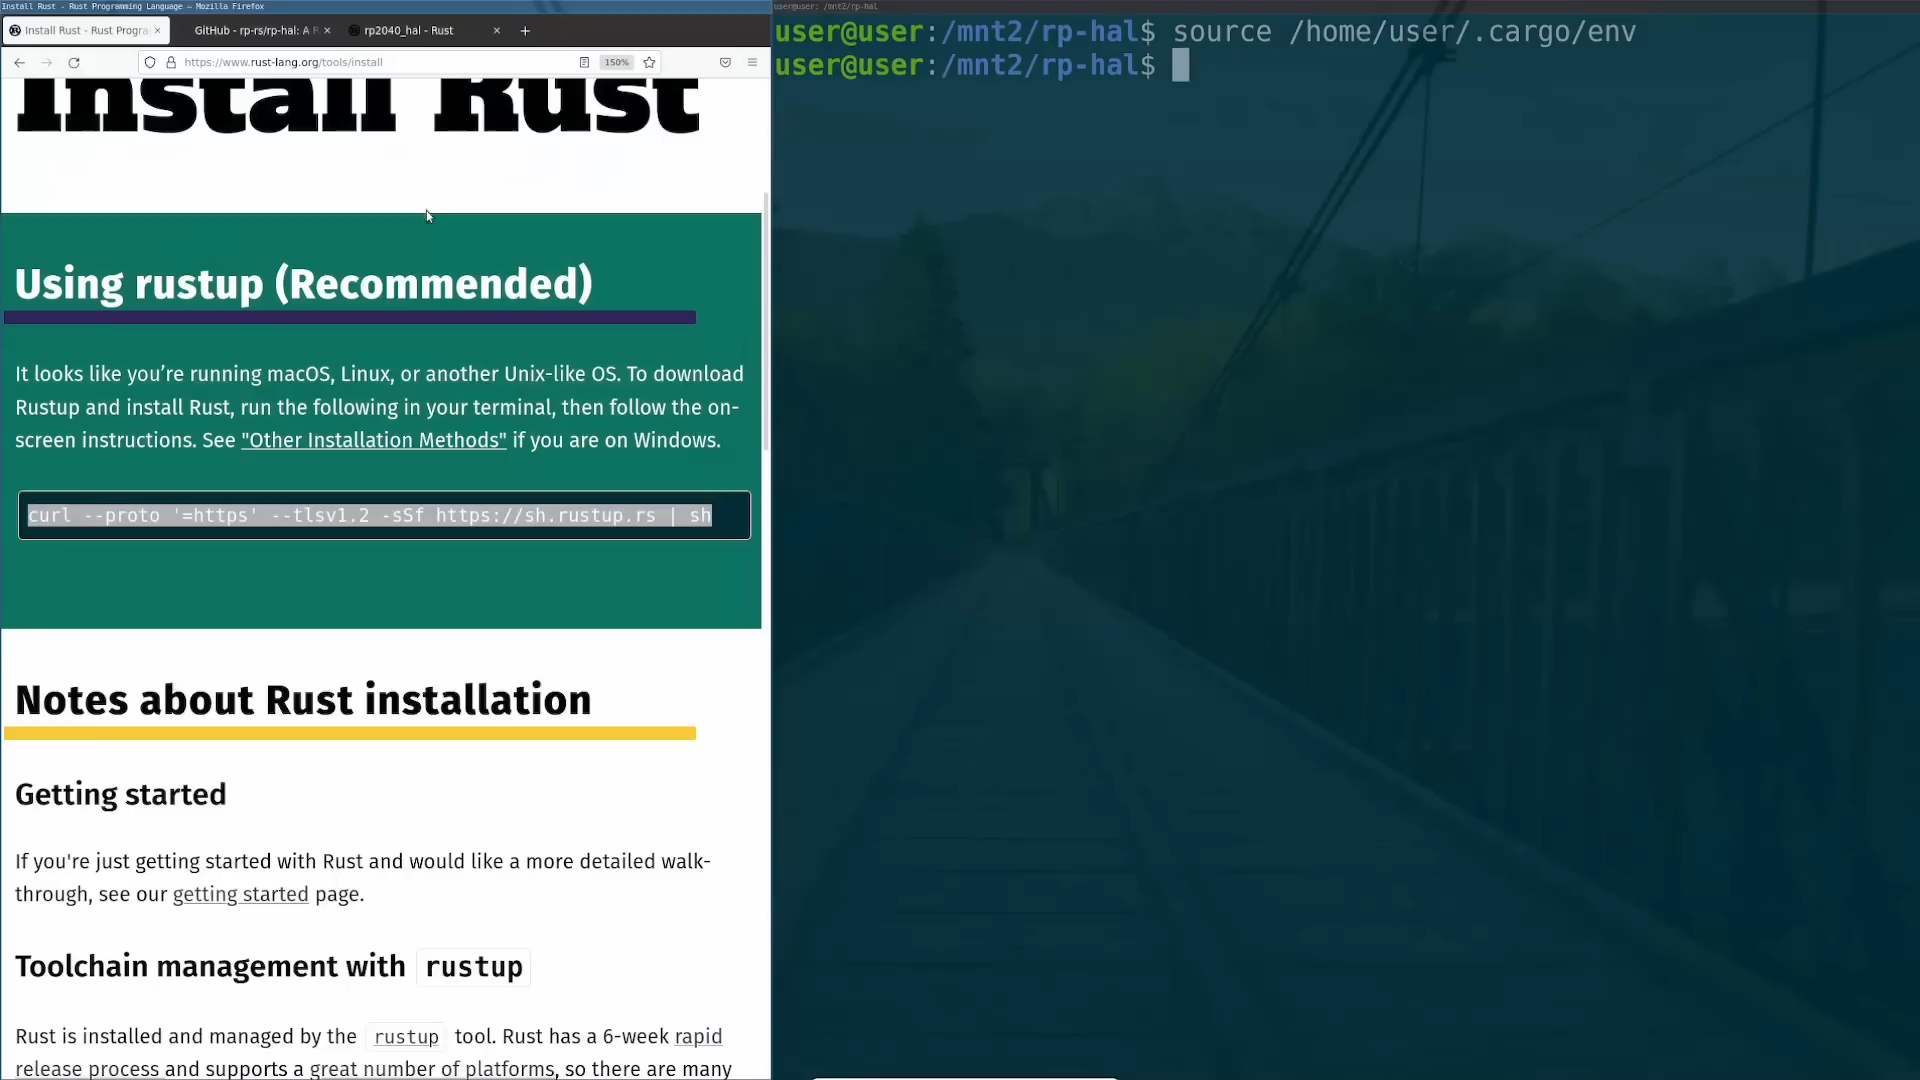 Install Rust - Rust Programming Language — Mozilla Firefox
Install Rust - Rust Progra
GitHub - rp-rs/rp-hal: A R
rp2040_hal - Rust
https://www.rust-lang.org/tools/install
150%
Install Rust
Using rustup (Recommended)
It looks like you’re running macOS, Linux, or another Unix-like OS. To download
Rustup and install Rust, run the following in your terminal, then follow the on-
screen instructions. See "Other Installation Methods" if you are on Windows.
curl --proto '=https' --tlsv1.2 -sSf https://sh.rustup.rs | sh
Notes about Rust installation
Getting started
If you're just getting started with Rust and would like a more detailed walk-
through, see our getting started page.
Toolchain management with rustup
Rust is installed and managed by the rustup tool. Rust has a 6-week rapid
release process and supports a great number of platforms, so there are many
user@user: /mnt2/rp-hal
user@user:/mnt2/rp-hal$ source /home/user/.cargo/env
user@user:/mnt2/rp-hal$